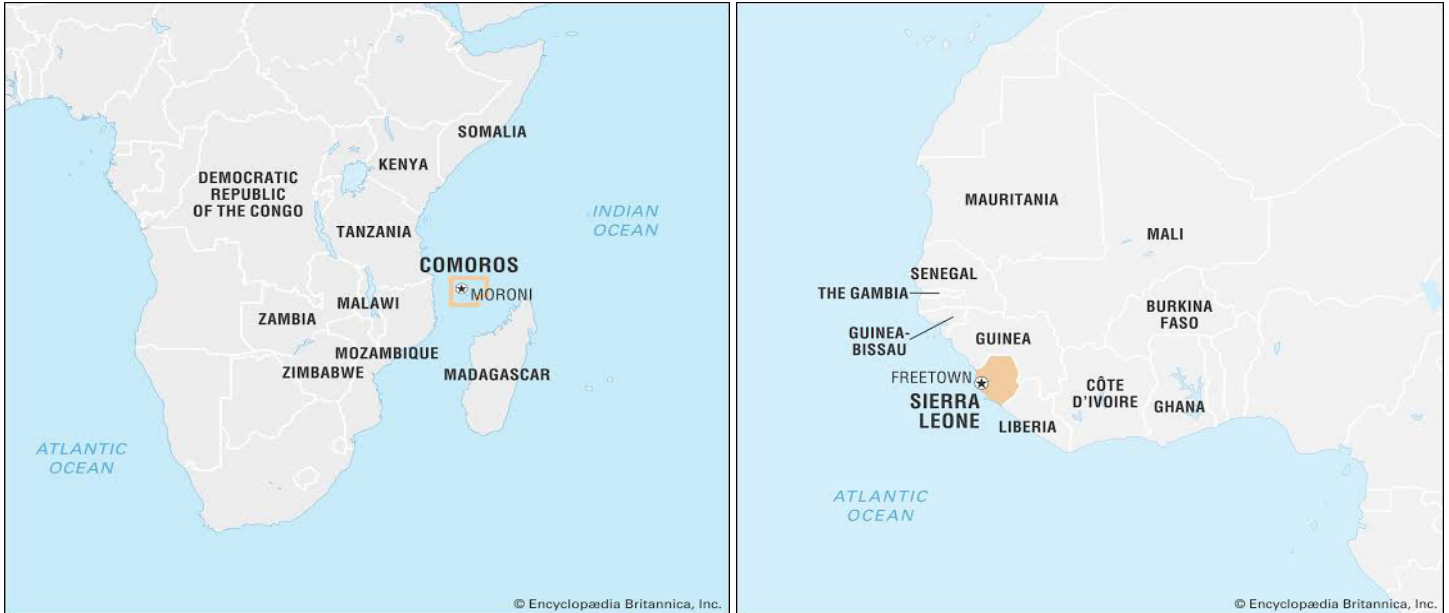 SOMALIA
KENYA
DEMOCRATIC
REPUBLIC
OF THE CONGO
INDIAN
OCEAN
TANZANIA
COMOROS
MORONI
MALAWI
ZAMBIA
MOZAMBIQUE
ZIMBABWE
MADAGASCAR
ATLANTIC
OCEAN
© Encyclopædia Britannica, Inc.
MAURITANIA
MALI
SENEGAL
THE GAMBIA
BURKINA
FASO
GUINEA-
BISSAU
GUINEA
FREETOWN
SIERRA
LEONE
CÔTE
D'IVOIRE
GHANA
LIBERIA
ATLANTIC
OCEAN
© Encyclopædia Britannica, Inc.